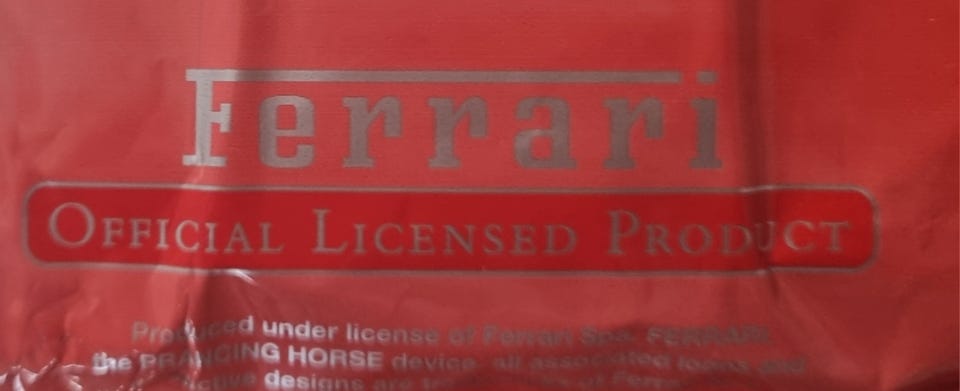 Ferrari
OFFICIAL LICENSED PRODUCT
Produced under license of Ferrari Spa. FERRARI,
the PRANCING HORSE device, all associated logos and
designs are